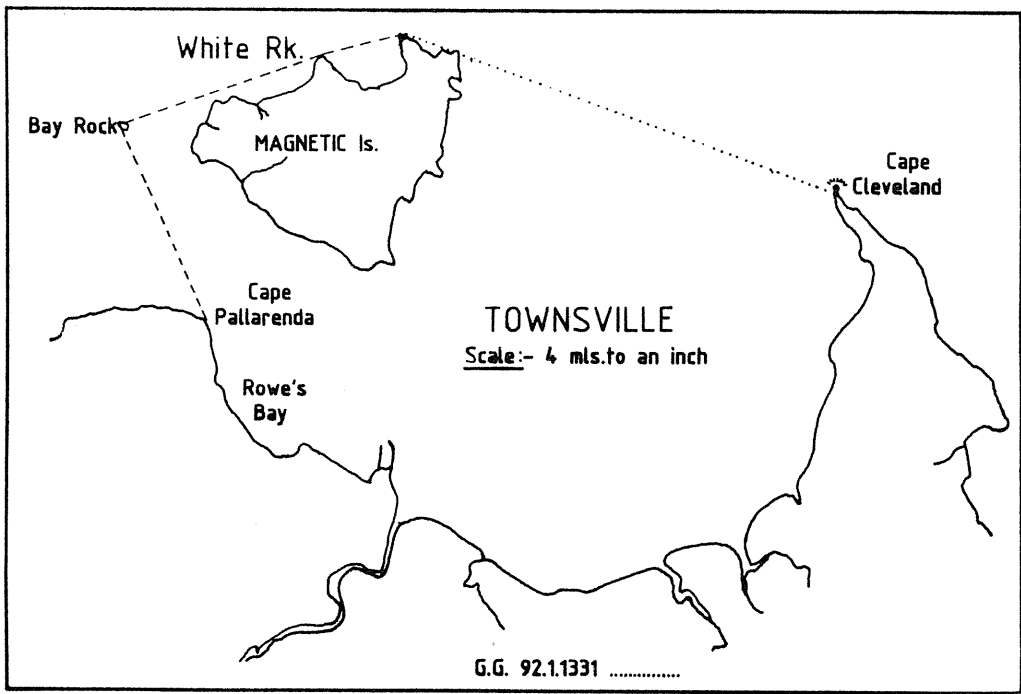 White Rk.
Bay Rock
MAGNETIC Is.
Cape
Cleveland
Cape
Pallarenda
TOWNSVILLE
Scale:- 4 mls.to an inch
Rowe's
Bay
G.G. 92.1.1331 ...............